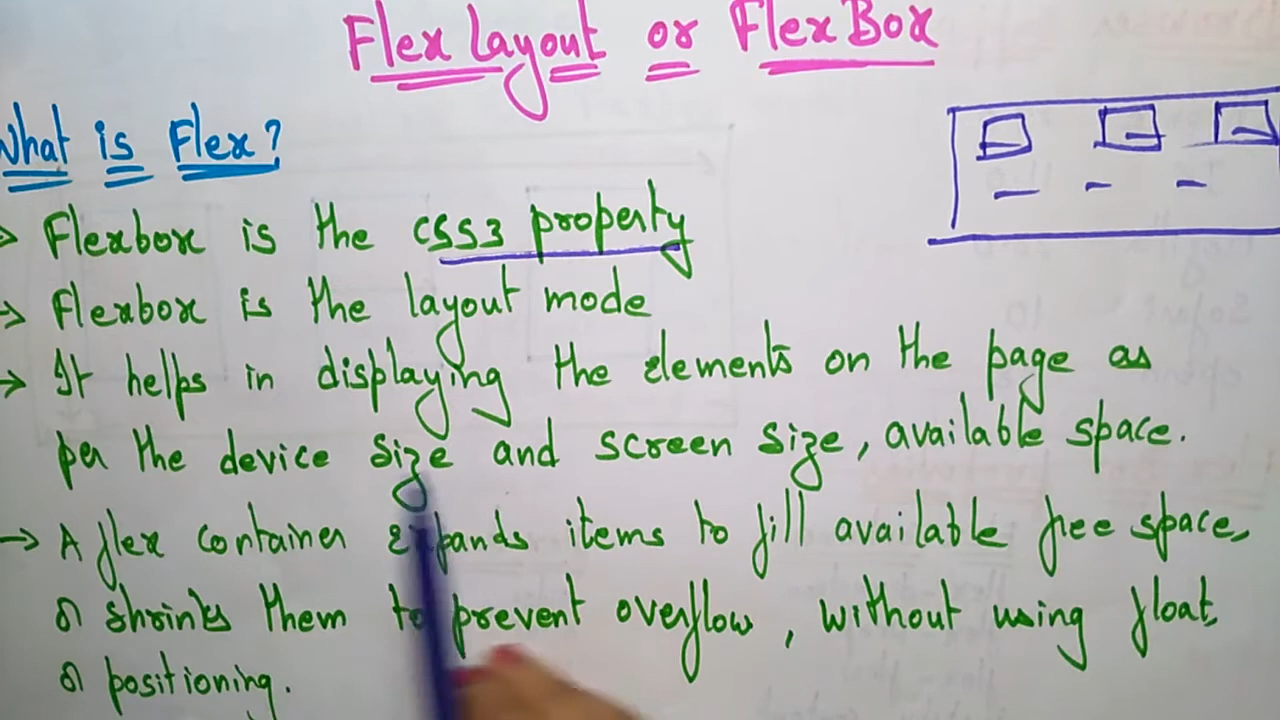 Flex Layout or FlexBox
What is Flex?
> Flexbox is the CSS3 property
→ Flexbox is the layout mode
→ It helps in displaying the elements on the page as
per the device size and screen size, available space.
→ A flex container expands items to fill available free space,
or shrinks them to prevent overflow, without using float,
or positioning.